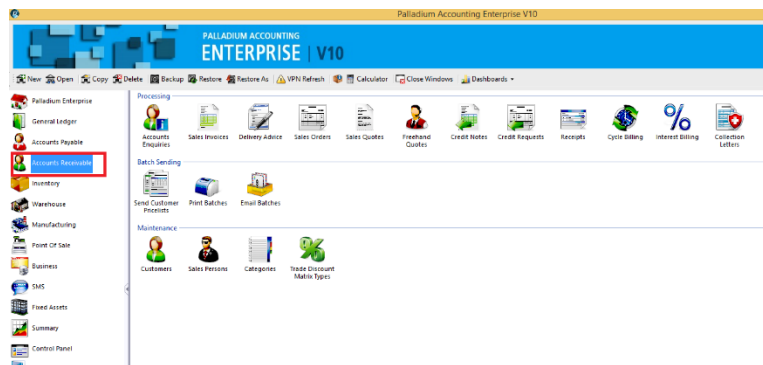 Palladium Accounting Enterprise V10
PALLADIUM ACCOUNTING
ENTERPRISE | V10
New Open Copy Delete Backup Restore Restore As VPN Refresh Calculator Close Windows Dashboards
Palladium Enterprise
General Ledger
Accounts Payable
Accounts Receivable
Inventory
Warehouse
Manufacturing
Point Of Sale
Business
SMS
Fixed Assets
Summary
Control Panel
Processing
Accounts Enquiries
Sales Invoices
Delivery Advice
Sales Orders
Sales Quotes
Freehand Quotes
Credit Notes
Credit Requests
Receipts
Cycle Billing
Interest Billing
Collection Letters
Batch Sending
Send Customer Pricelists
Print Batches
Email Batches
Maintenance
Customers
Sales Persons
Categories
Trade Discount Matrix Types